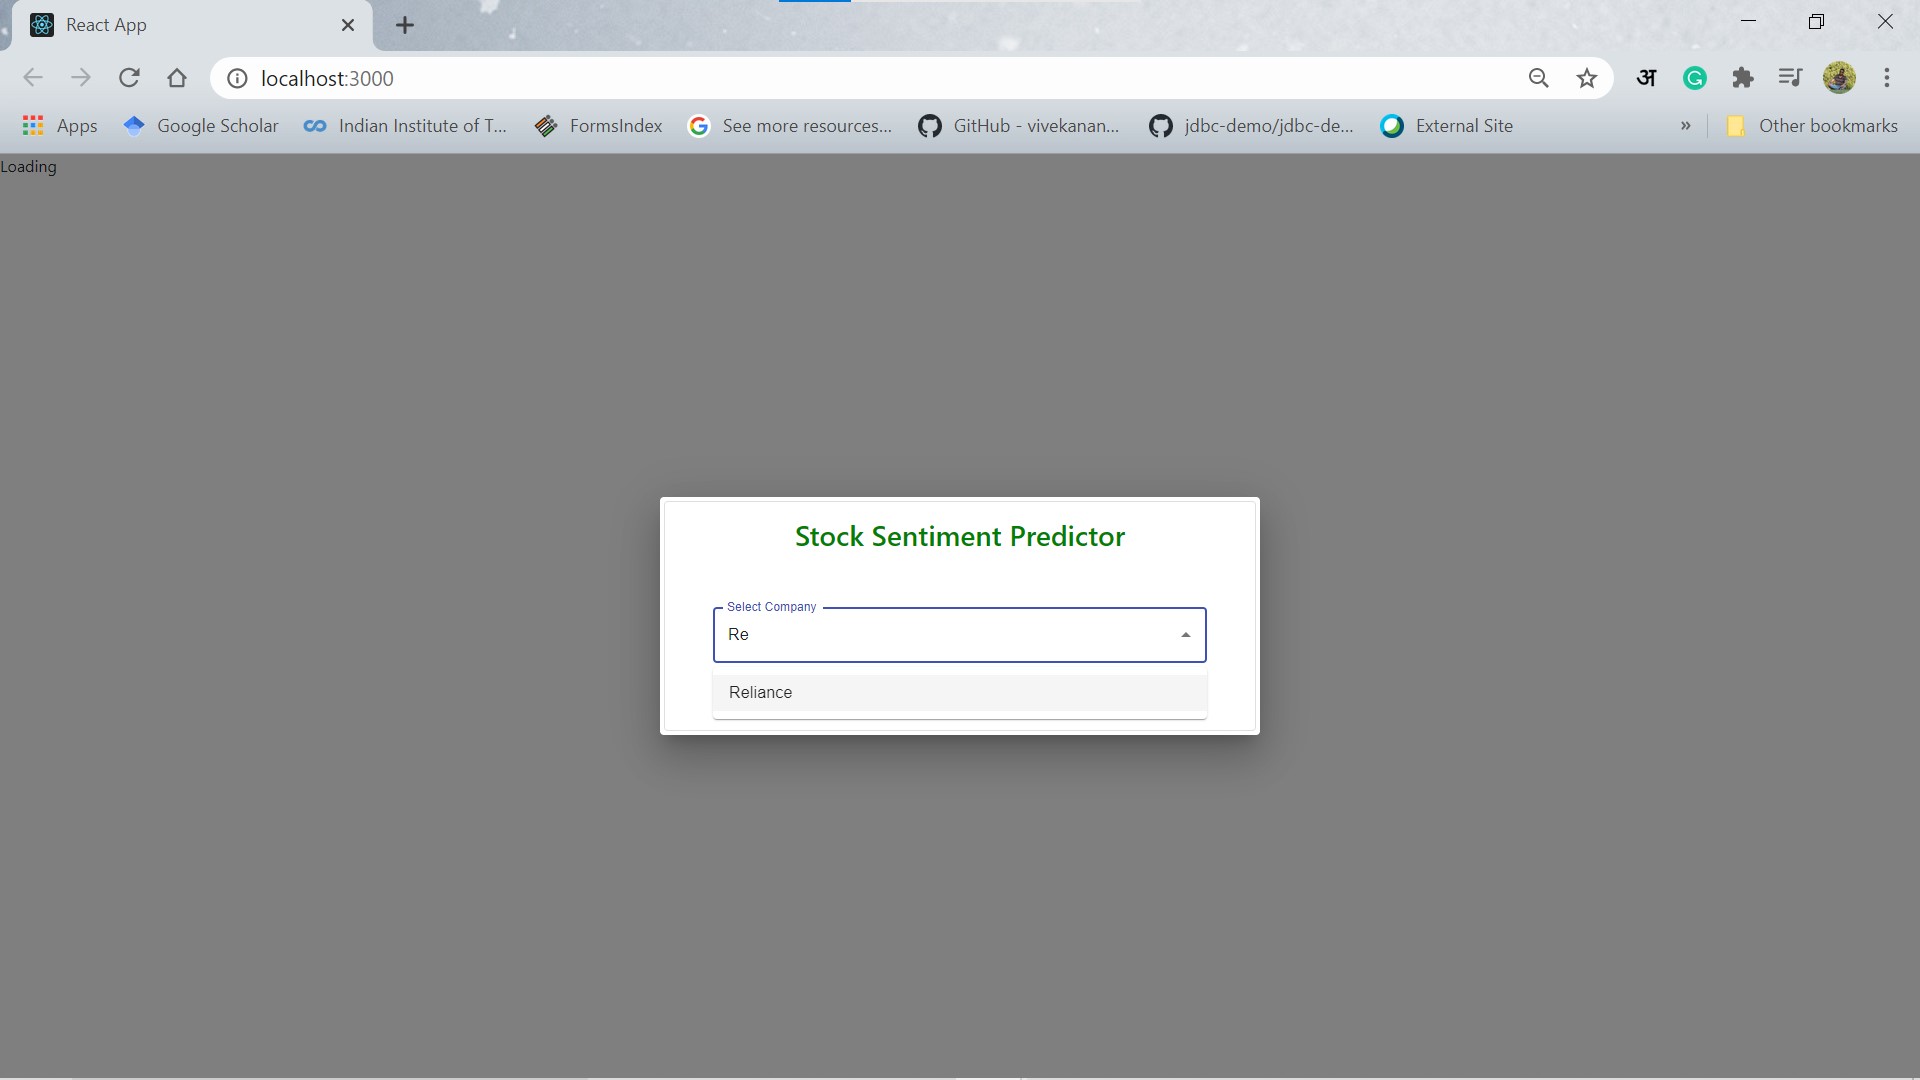 React App
localhost:3000
अ
Apps
Google Scholar
Indian Institute of T...
FormsIndex
See more resources...
GitHub - vivekanan...
jdbc-demo/jdbc-de...
External Site
»
Other bookmarks
Loading
Stock Sentiment Predictor
Select Company
Re
Reliance